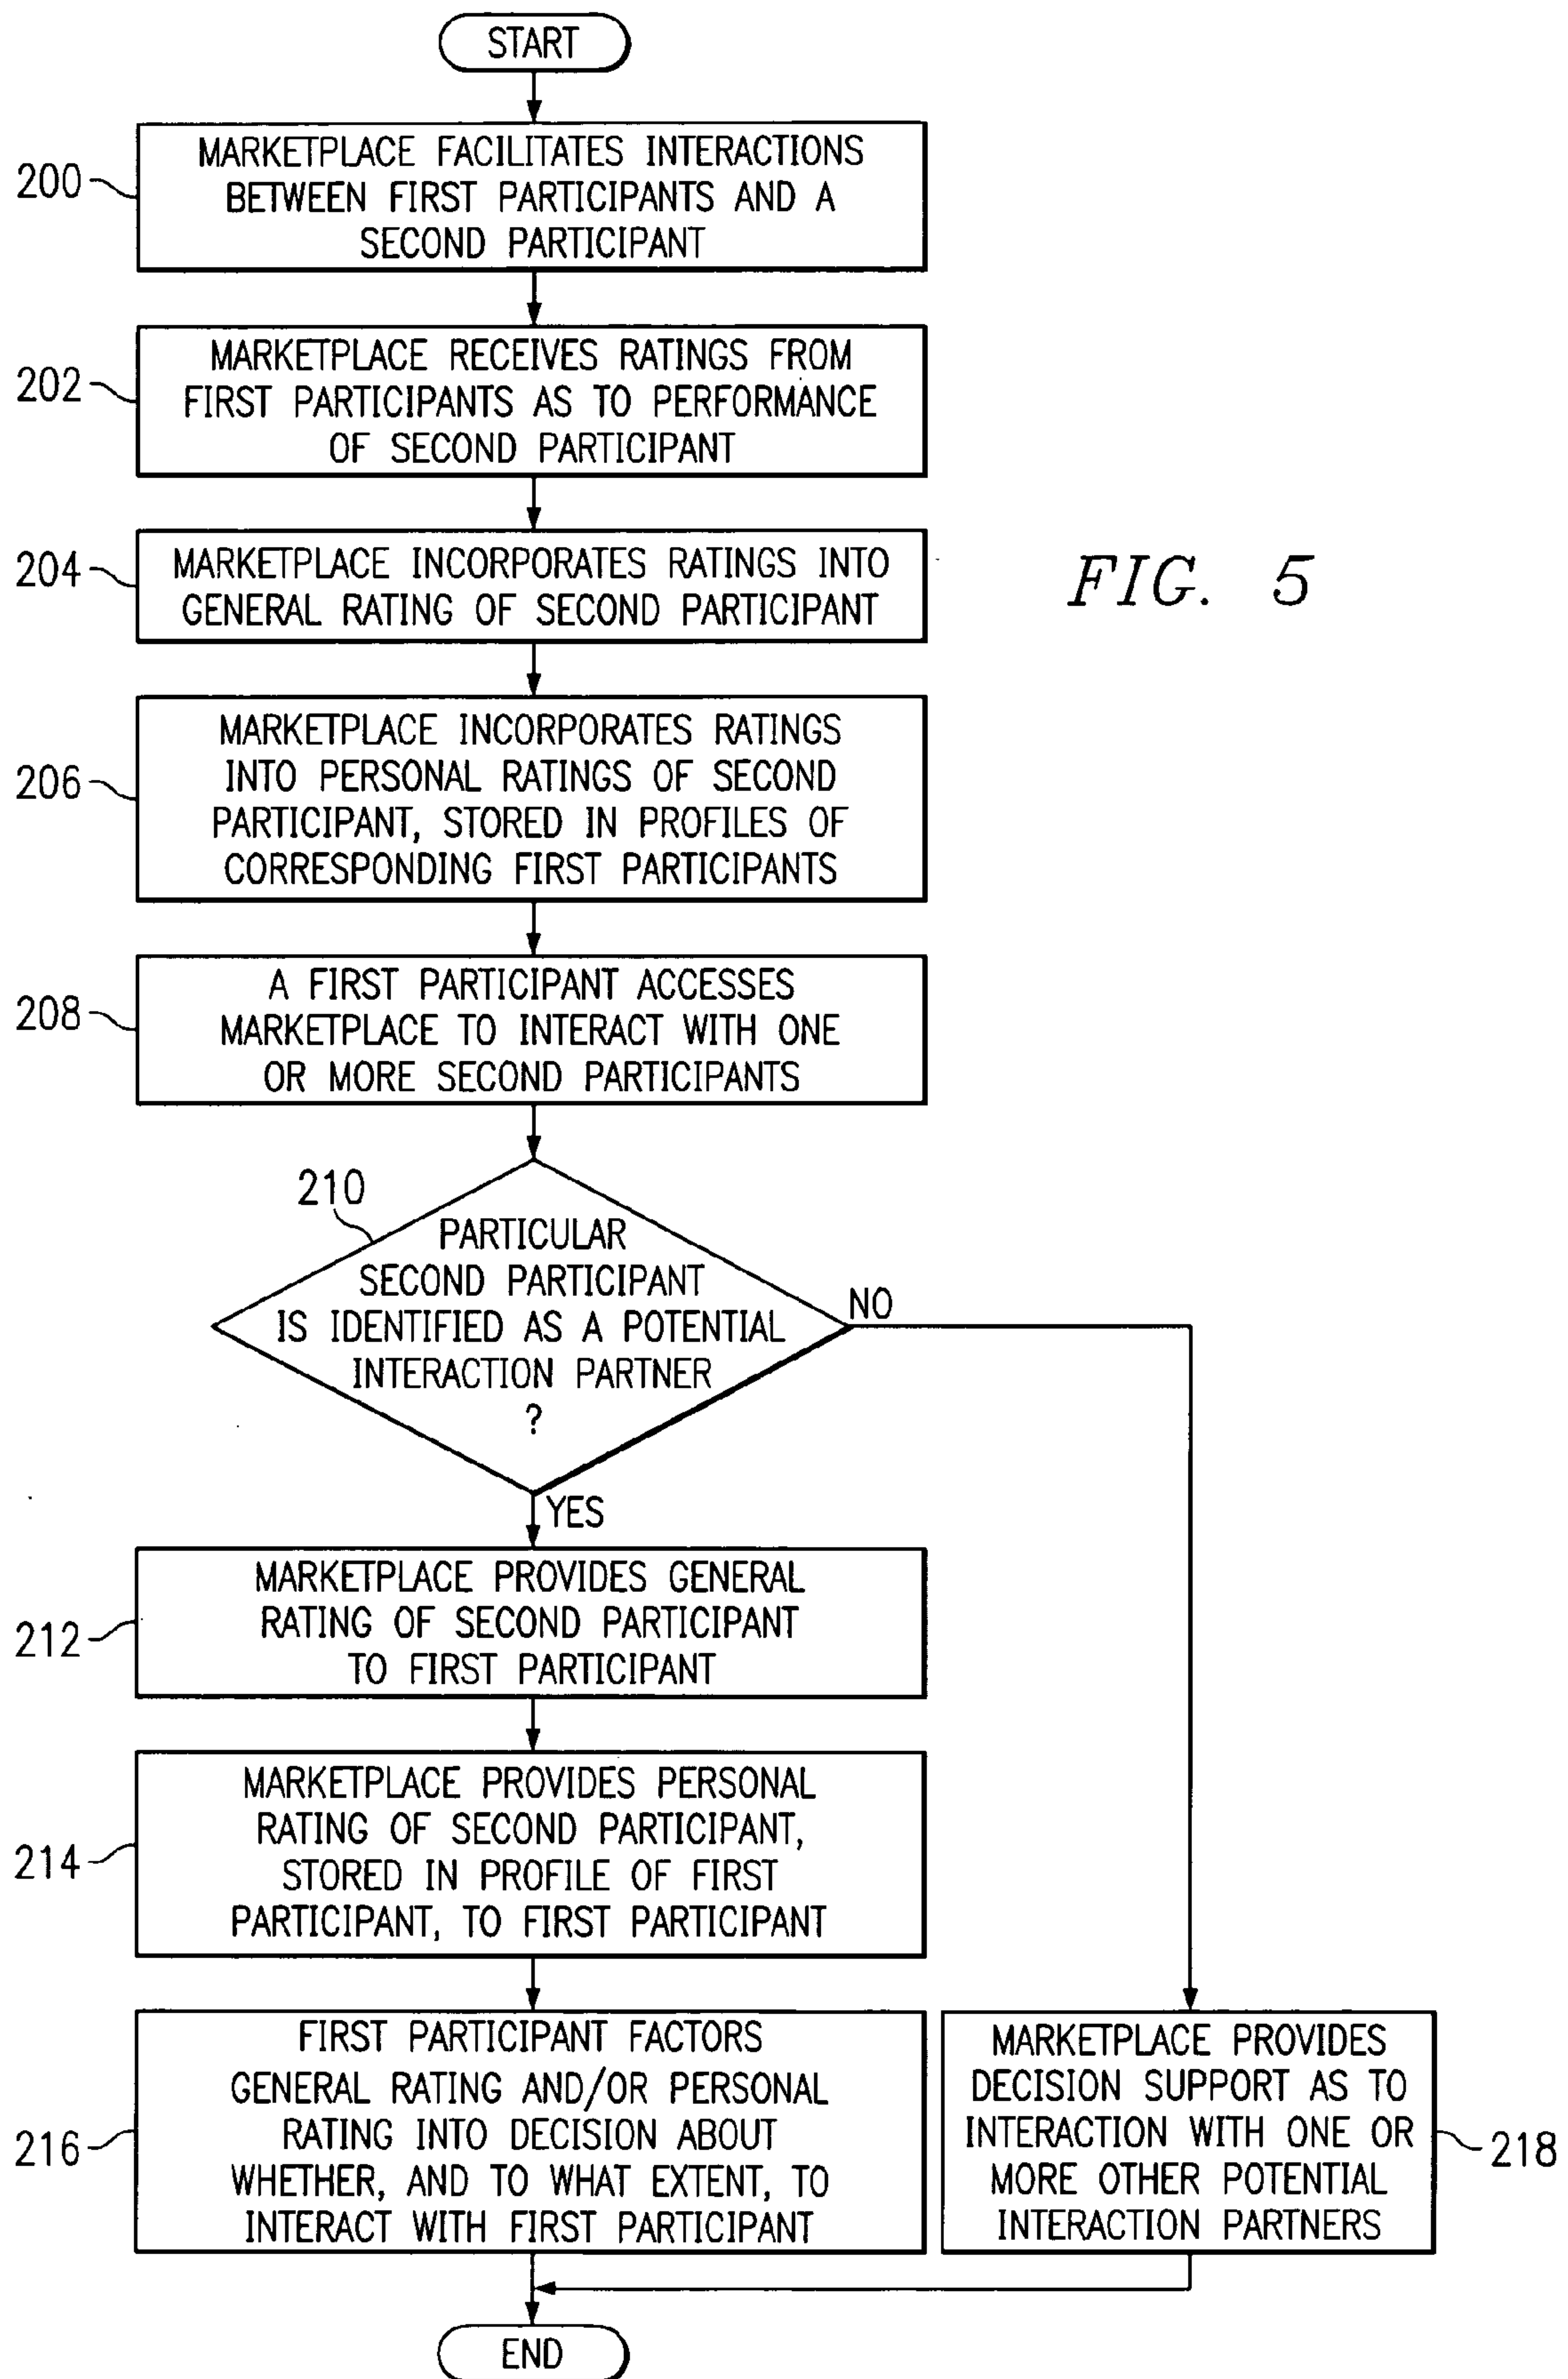 START
200
MARKETPLACE FACILITATES INTERACTIONS
BETWEEN FIRST PARTICIPANTS AND A
SECOND PARTICIPANT
202
MARKETPLACE RECEIVES RATINGS FROM
FIRST PARTICIPANTS AS TO PERFORMANCE
OF SECOND PARTICIPANT
204
MARKETPLACE INCORPORATES RATINGS INTO
GENERAL RATING OF SECOND PARTICIPANT
FIG. 5
206
MARKETPLACE INCORPORATES RATINGS
INTO PERSONAL RATINGS OF SECOND
PARTICIPANT, STORED IN PROFILES OF
CORRESPONDING FIRST PARTICIPANTS
208
A FIRST PARTICIPANT ACCESSES
MARKETPLACE TO INTERACT WITH ONE
OR MORE SECOND PARTICIPANTS
210
PARTICULAR
SECOND PARTICIPANT
IS IDENTIFIED AS A POTENTIAL
INTERACTION PARTNER
?
NO
YES
212
MARKETPLACE PROVIDES GENERAL
RATING OF SECOND PARTICIPANT
TO FIRST PARTICIPANT
214
MARKETPLACE PROVIDES PERSONAL
RATING OF SECOND PARTICIPANT,
STORED IN PROFILE OF FIRST
PARTICIPANT, TO FIRST PARTICIPANT
216
FIRST PARTICIPANT FACTORS
GENERAL RATING AND/OR PERSONAL
RATING INTO DECISION ABOUT
WHETHER, AND TO WHAT EXTENT, TO
INTERACT WITH FIRST PARTICIPANT
MARKETPLACE PROVIDES
DECISION SUPPORT AS TO
INTERACTION WITH ONE OR
MORE OTHER POTENTIAL
INTERACTION PARTNERS
218
END